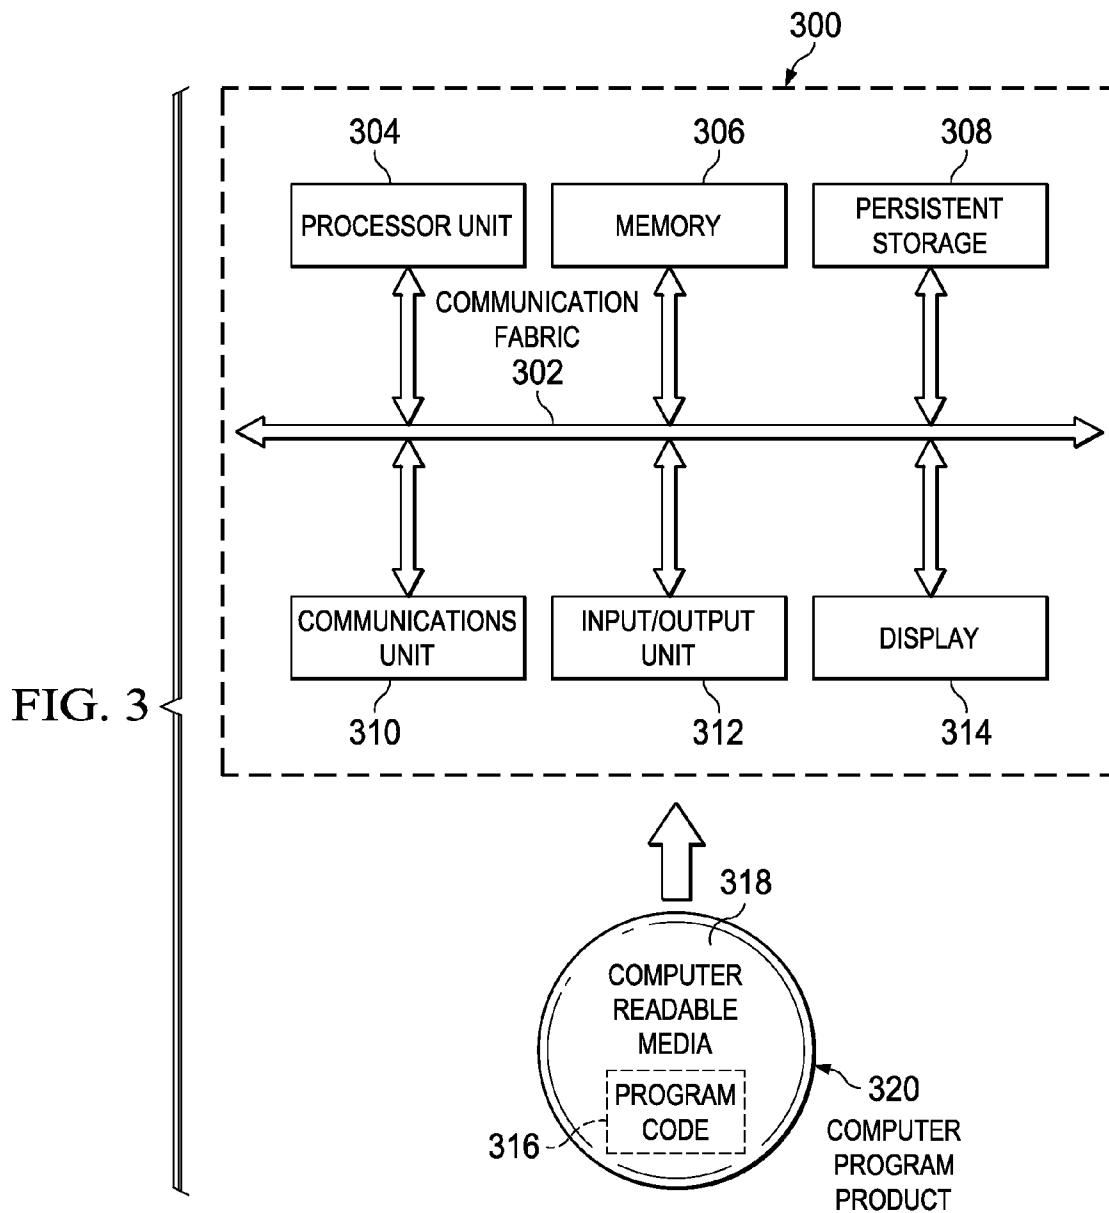 300
304
306
308
PROCESSOR UNIT
MEMORY
PERSISTENT
STORAGE
COMMUNICATION
FABRIC
302
COMMUNICATIONS
UNIT
INPUT/OUTPUT
UNIT
DISPLAY
FIG. 3
310
312
314
318
COMPUTER
READABLE
MEDIA
PROGRAM
CODE
316
320
COMPUTER
PROGRAM
PRODUCT